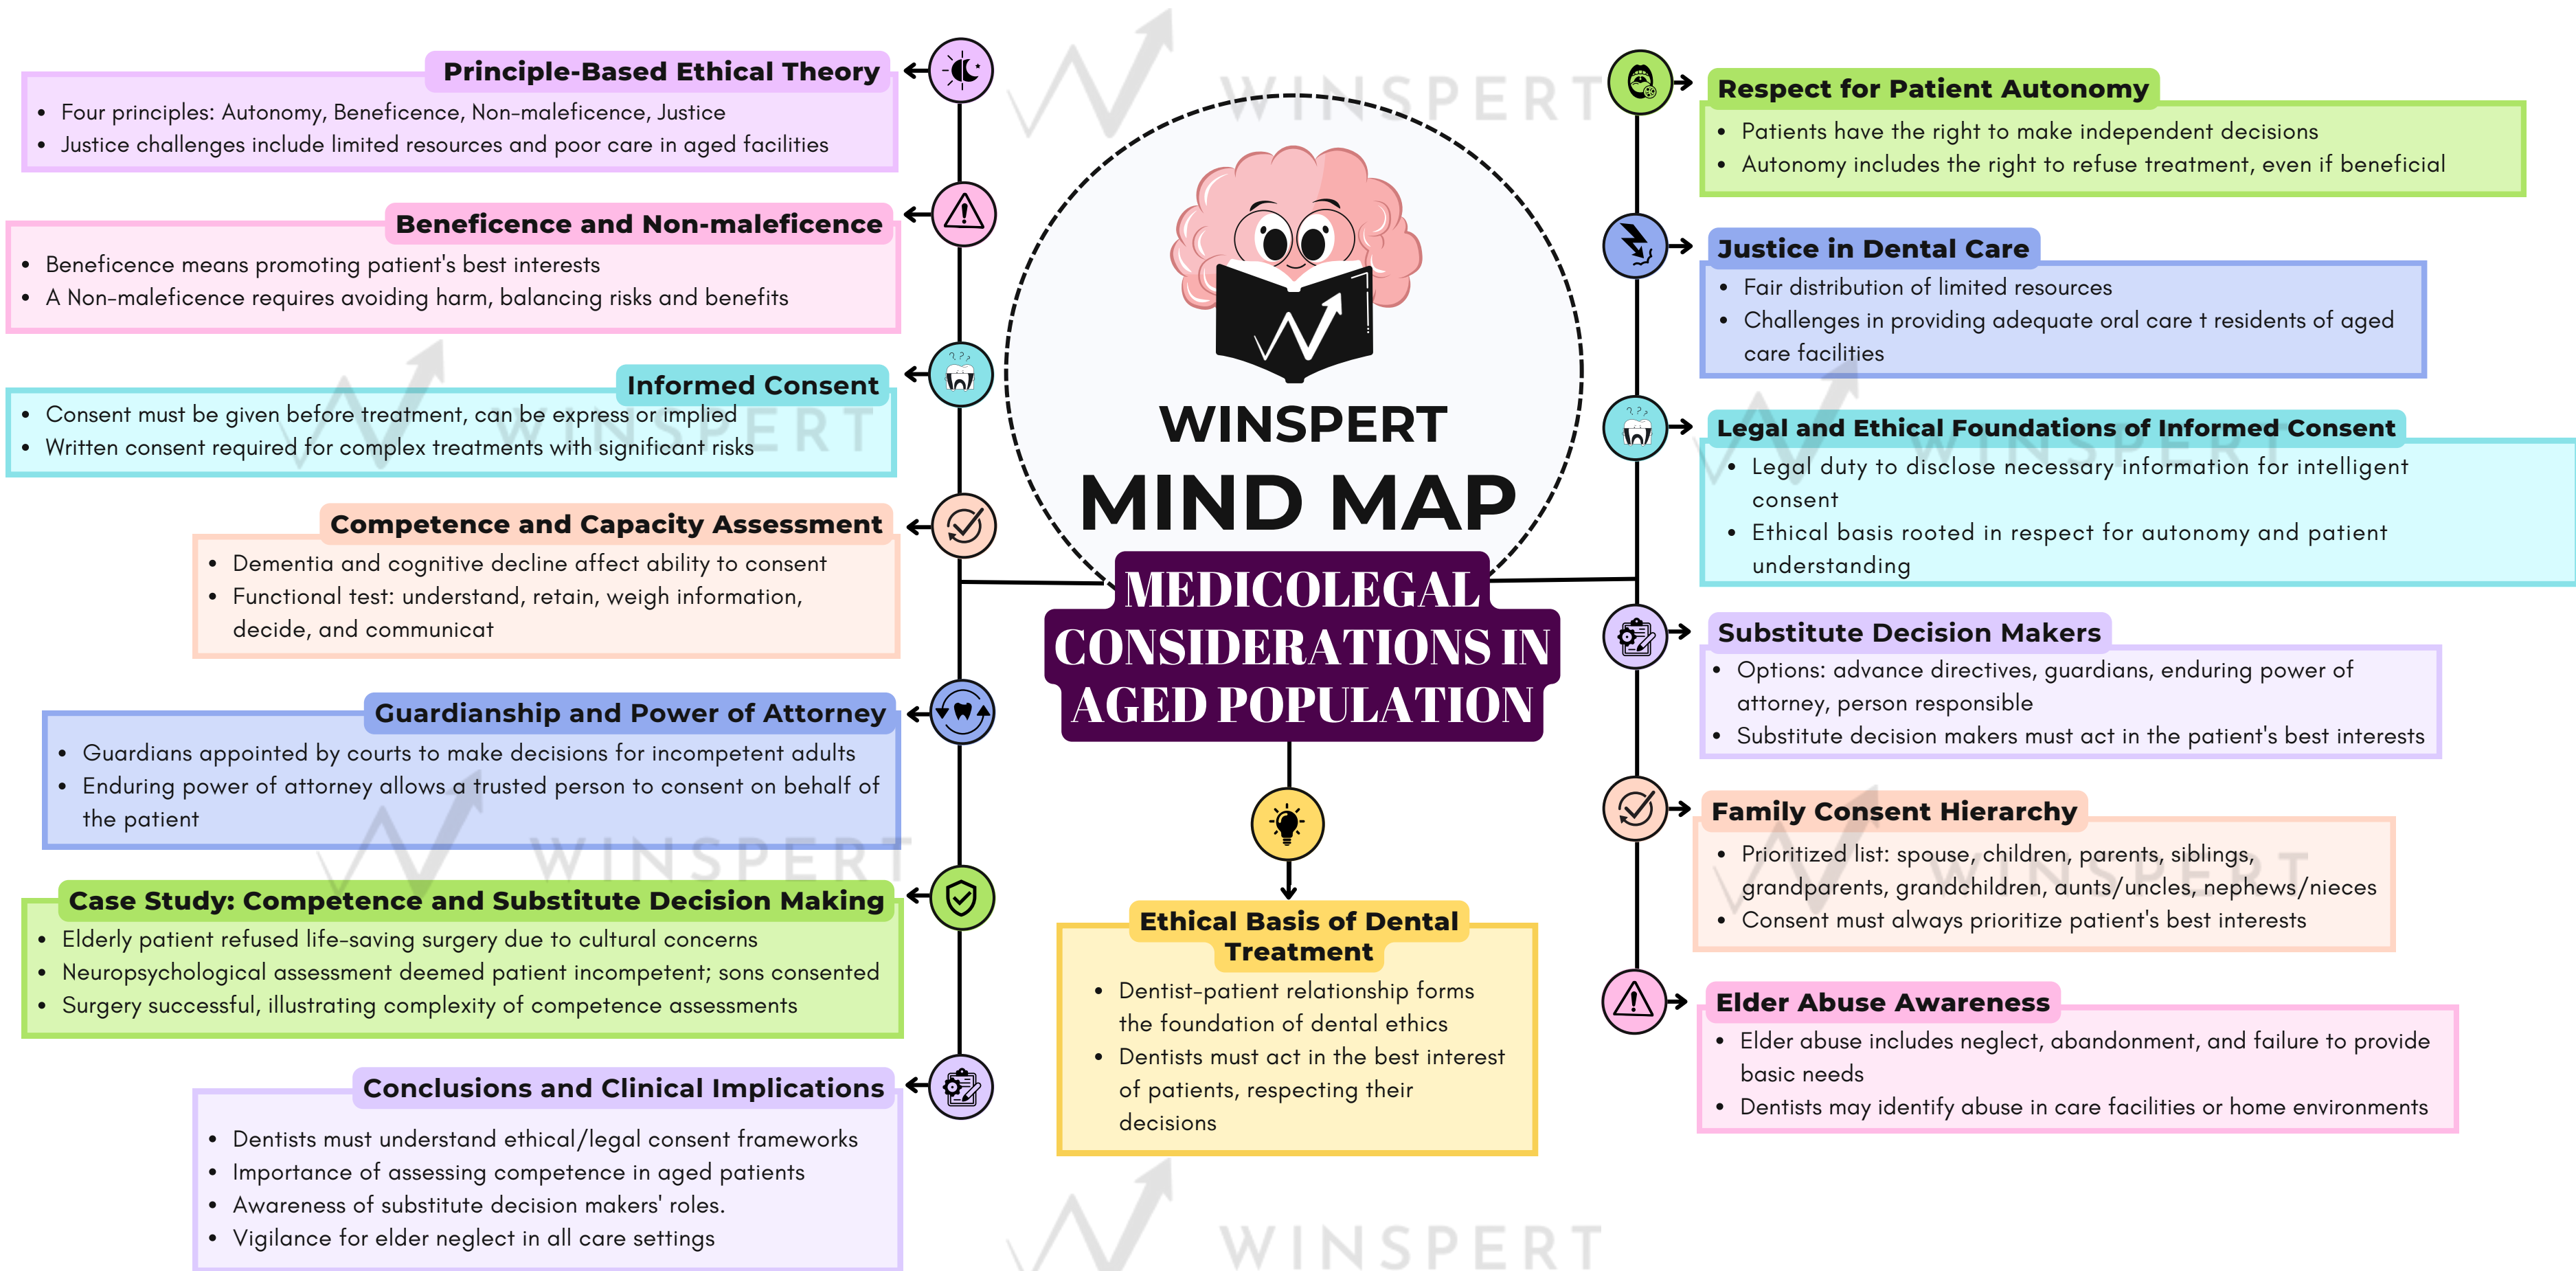 WINSPERT
MIND MAP
MEDICOLEGAL
CONSIDERATIONS IN
AGED POPULATION
Principle-Based Ethical Theory
• Four principles: Autonomy, Beneficence, Non-maleficence, Justice
• Justice challenges include limited resources and poor care in aged facilities
Beneficence and Non-maleficence
• Beneficence means promoting patient's best interests
• A Non-maleficence requires avoiding harm, balancing risks and benefits
Informed Consent
• Consent must be given before treatment, can be express or implied
• Written consent required for complex treatments with significant risks
Competence and Capacity Assessment
• Dementia and cognitive decline affect ability to consent
• Functional test: understand, retain, weigh information,
decide, and communicat
Guardianship and Power of Attorney
• Guardians appointed by courts to make decisions for incompetent adults
• Enduring power of attorney allows a trusted person to consent on behalf of
the patient
Case Study: Competence and Substitute Decision Making
• Elderly patient refused life-saving surgery due to cultural concerns
• Neuropsychological assessment deemed patient incompetent; sons consented
• Surgery successful, illustrating complexity of competence assessments
Conclusions and Clinical Implications
• Dentists must understand ethical/legal consent frameworks
• Importance of assessing competence in aged patients
• Awareness of substitute decision makers' roles.
• Vigilance for elder neglect in all care settings
Ethical Basis of Dental
Treatment
• Dentist-patient relationship forms
the foundation of dental ethics
• Dentists must act in the best interest
of patients, respecting their
decisions
Respect for Patient Autonomy
• Patients have the right to make independent decisions
• Autonomy includes the right to refuse treatment, even if beneficial
Justice in Dental Care
• Fair distribution of limited resources
• Challenges in providing adequate oral care t residents of aged
care facilities
Legal and Ethical Foundations of Informed Consent
• Legal duty to disclose necessary information for intelligent
consent
• Ethical basis rooted in respect for autonomy and patient
understanding
Substitute Decision Makers
• Options: advance directives, guardians, enduring power of
attorney, person responsible
• Substitute decision makers must act in the patient's best interests
Family Consent Hierarchy
• Prioritized list: spouse, children, parents, siblings,
grandparents, grandchildren, aunts/uncles, nephews/nieces
• Consent must always prioritize patient's best interests
Elder Abuse Awareness
• Elder abuse includes neglect, abandonment, and failure to provide
basic needs
• Dentists may identify abuse in care facilities or home environments
WINSPERT
WINSPERT
WINSPERT
WINSPERT
WINSPERT
WINSPERT